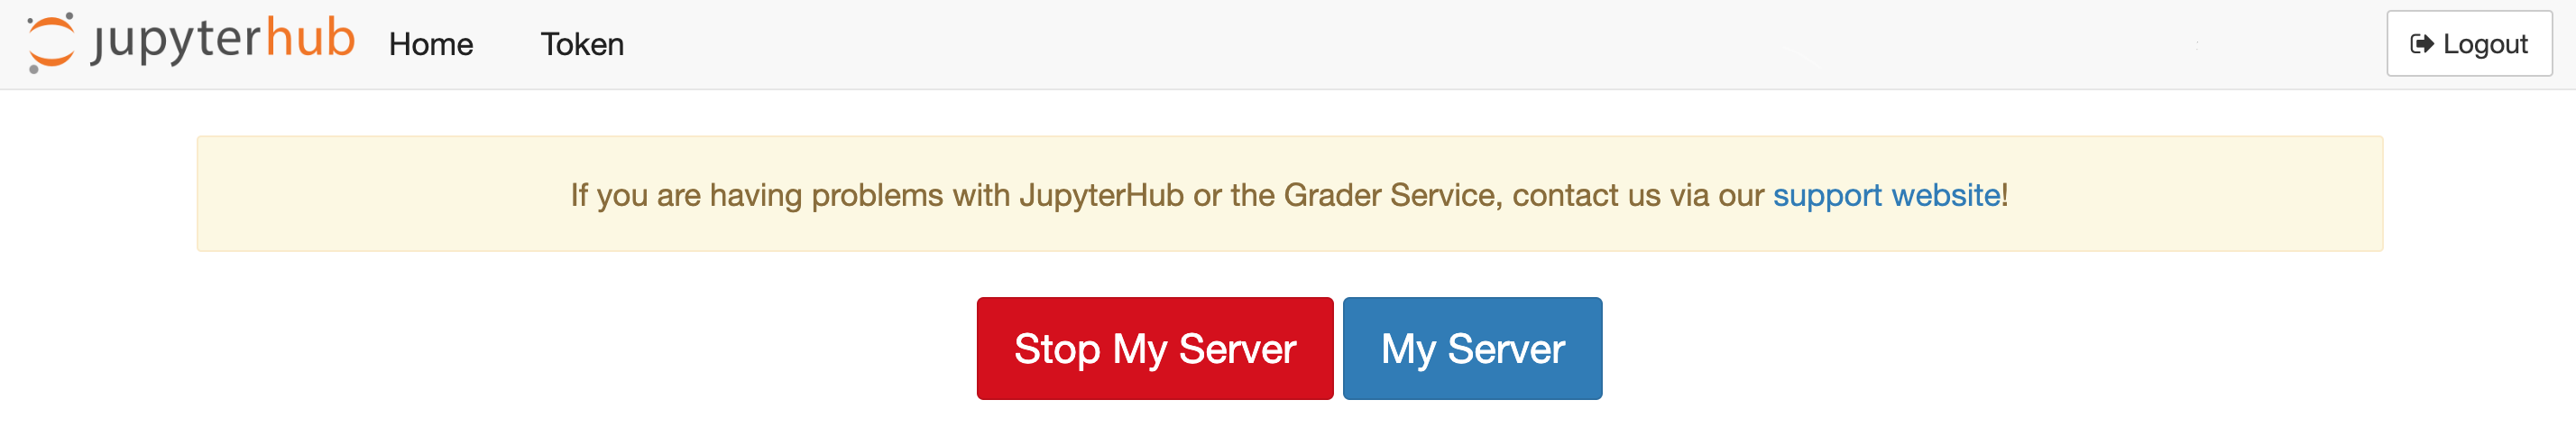 jupyterhub Home Token Logout
If you are having problems with JupyterHub or the Grader Service, contact us via our support website!
Stop My Server My Server